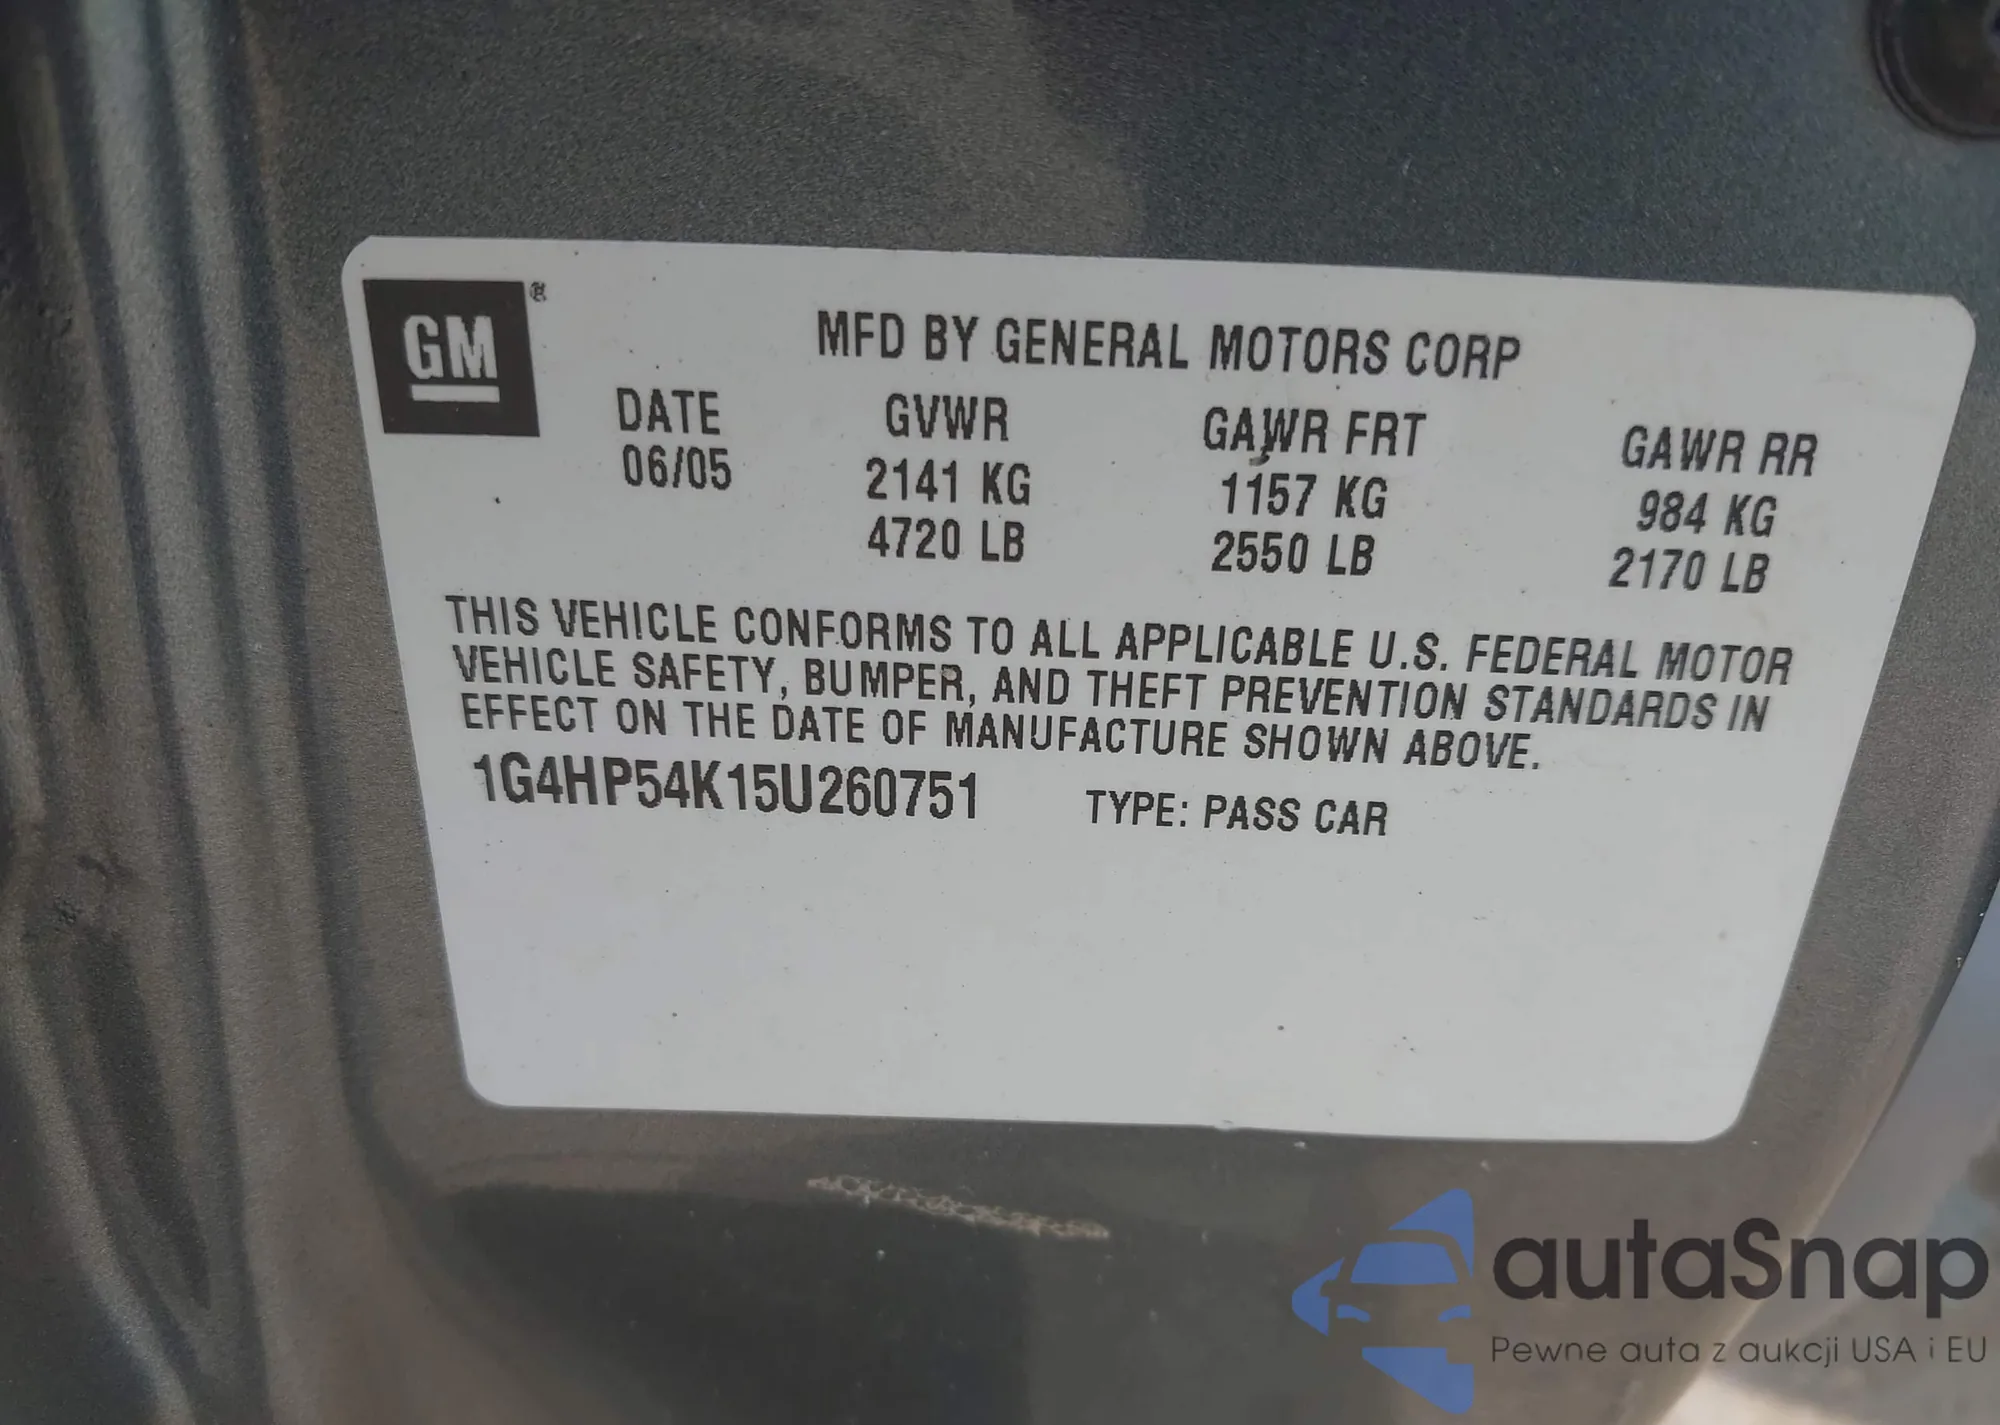 GM ®
MFD BY GENERAL MOTORS CORP
DATE GVWR GAWR FRT GAWR RR
06/05 2141 KG 1157 KG 984 KG
4720 LB 2550 LB 2170 LB
THIS VEHICLE CONFORMS TO ALL APPLICABLE U.S. FEDERAL MOTOR
VEHICLE SAFETY, BUMPER, AND THEFT PREVENTION STANDARDS IN
EFFECT ON THE DATE OF MANUFACTURE SHOWN ABOVE.
1G4HP54K15U260751 TYPE: PASS CAR
autaSnap
Pewne auta z aukcji USA i EU